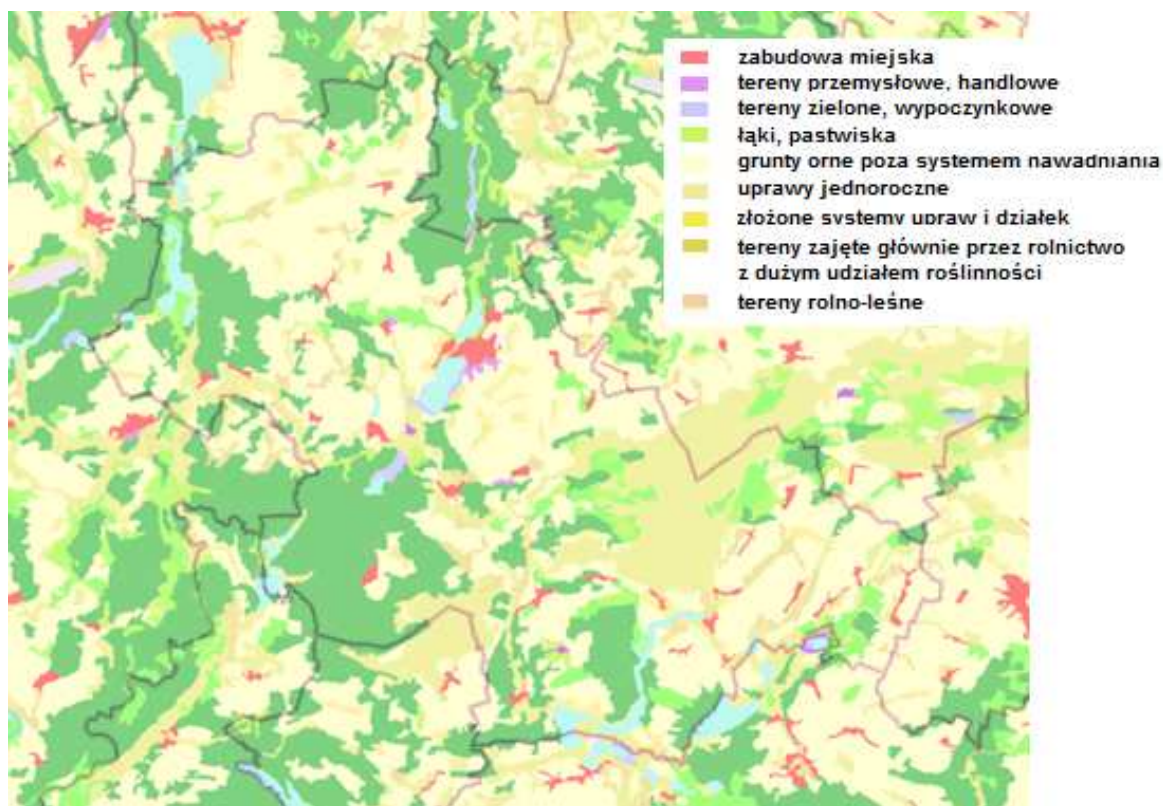 zabudowa miejska
tereny przemysłowe, handlowe
tereny zielone, wypoczynkowe
łąki, pastwiska
grunty orne poza systemem nawadniania
uprawy jednoroczne
złożone systemy upraw i działek
tereny zajęte głównie przez rolnictwo
z dużym udziałem roślinności
tereny rolno-leśne